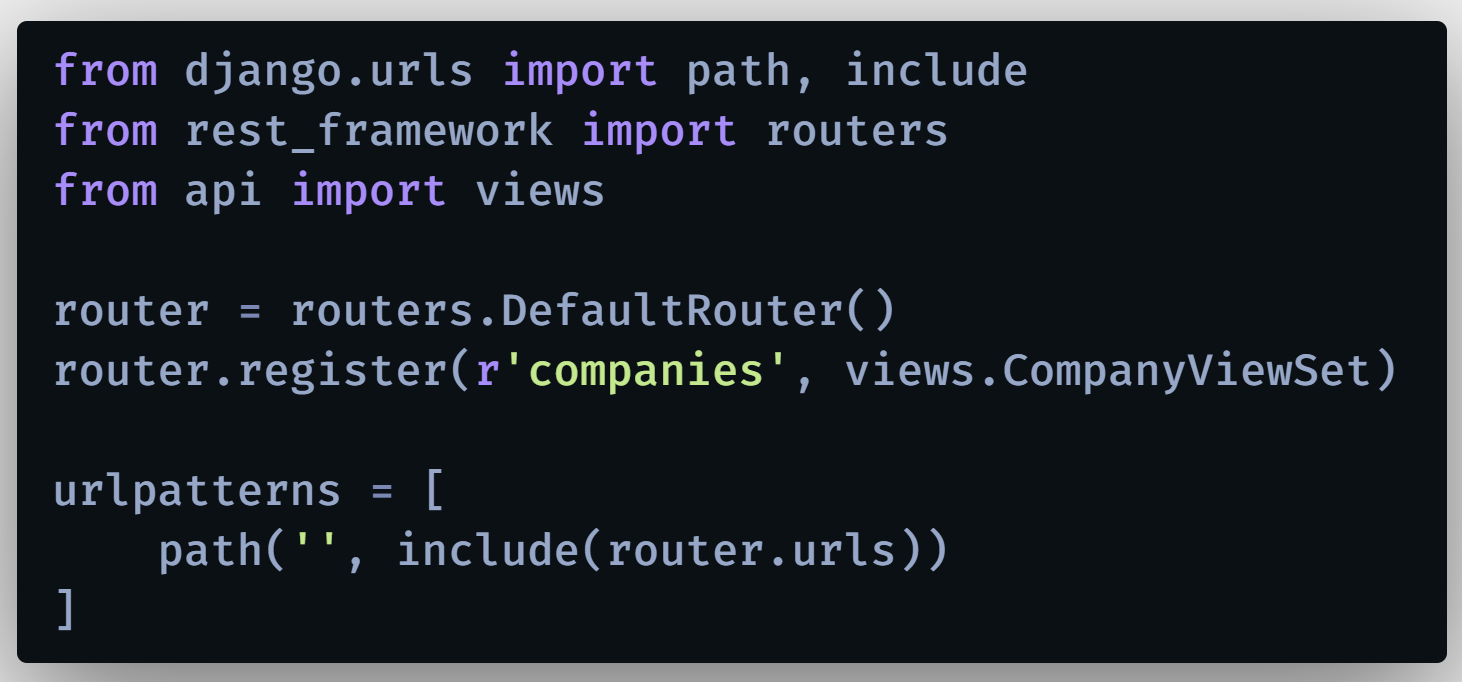 from django.urls import path, include
from rest_framework import routers
from api import views

router = routers.DefaultRouter()
router.register(r'companies', views.CompanyViewSet)

urlpatterns = [
    path('', include(router.urls))
]